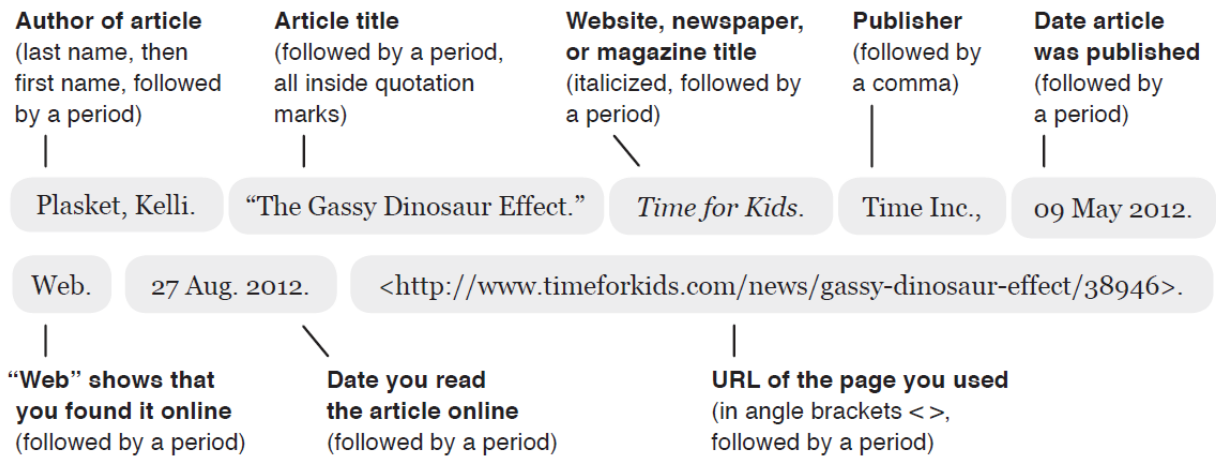 Author of article
(last name, then
first name, followed
by a period)
Article title
(followed by a period,
all inside quotation
marks)
Website, newspaper,
or magazine title
(italicized, followed by
a period)
Publisher
(followed by
a comma)
Date article
was published
(followed by
a period)
Plasket, Kelli. “The Gassy Dinosaur Effect.” Time for Kids. Time Inc., 09 May 2012.
Web. 27 Aug. 2012. <http://www.timeforkids.com/news/gassy-dinosaur-effect/38946>.
“Web” shows that
you found it online
(followed by a period)
Date you read
the article online
(followed by a period)
URL of the page you used
(in angle brackets < >,
followed by a period)